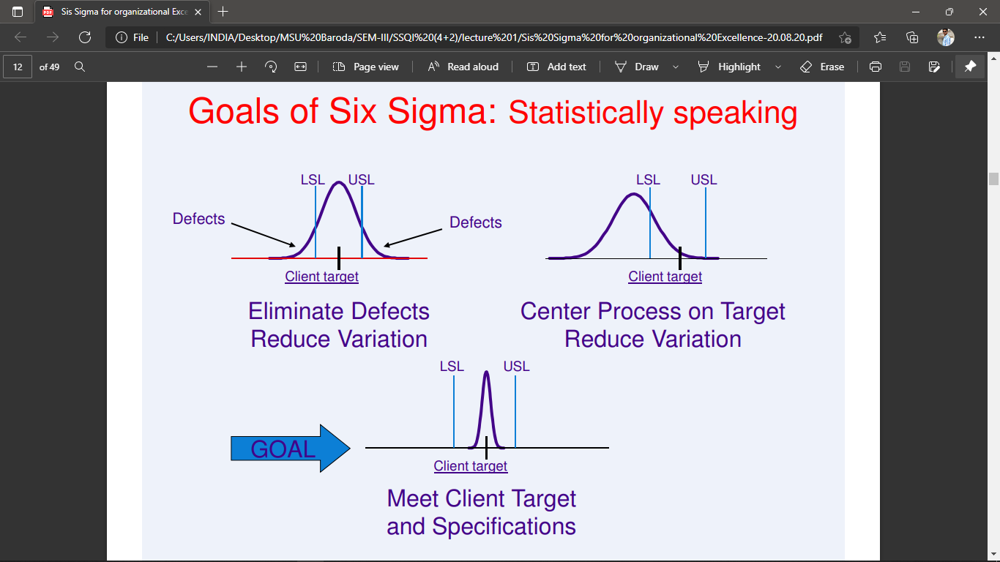 Sis Sigma for organizational Exce
File
C:/Users/INDIA/Desktop/MSU%20Baroda/SEM-III/SSQI%20(4+2)/lecture%201/Sis%20Sigma%20for%20organizational%20Excellence-20.08.20.pdf
12 of 49
Page view
Read aloud
Add text
Draw
Highlight
Erase
Goals of Six Sigma: Statistically speaking
LSL USL
Defects
Defects
Client target
Eliminate Defects
Reduce Variation
LSL USL
Client target
Center Process on Target
Reduce Variation
LSL USL
GOAL
Client target
Meet Client Target
and Specifications